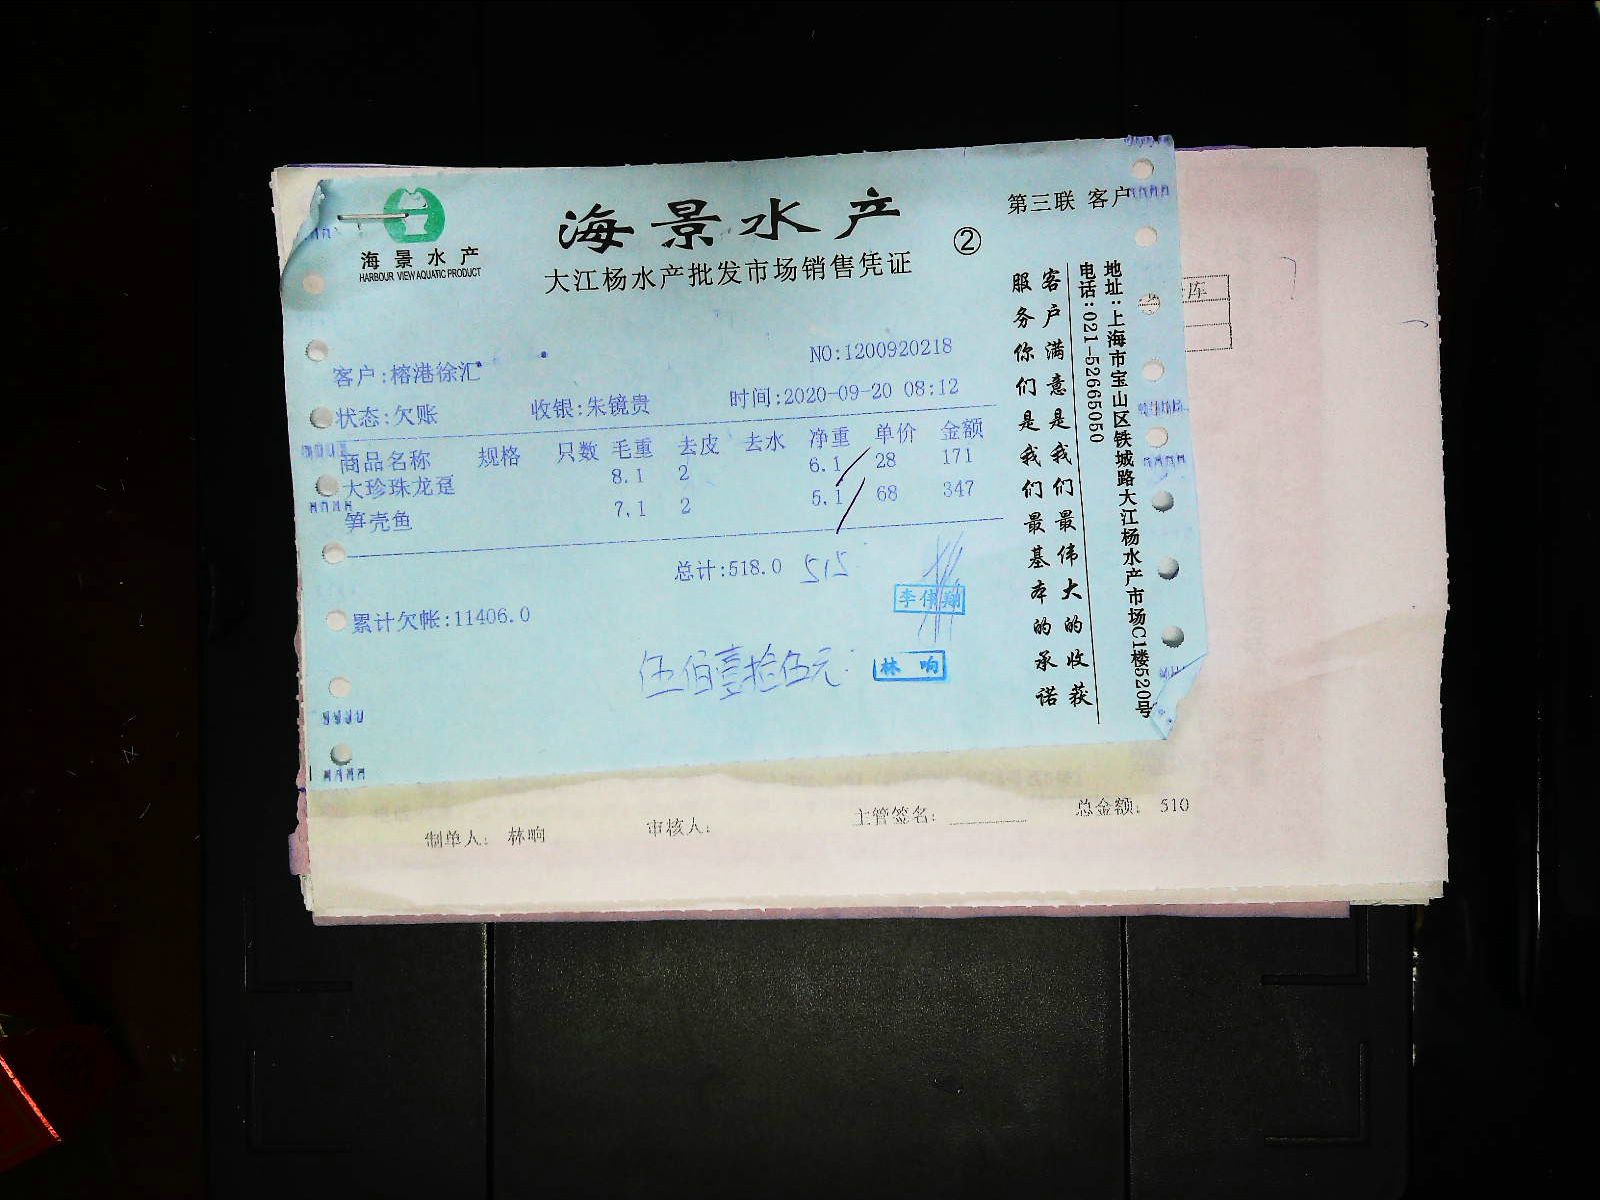 海景水产
HARBOUR VIEW AQUATIC PRODUCT
海景水产
大江杨水产批发市场销售凭证
②
第三联 客户
客户:榕港徐汇
NO:1200920218
状态:欠账
收银:朱镜贵
时间:2020-09-20 08:12
商品名称 规格 只数 毛重 去皮 去水 净重 单价 金额
大珍珠龙趸 8.1 2 6.1 28 171
笋壳鱼 7.1 2 5.1 68 347
总计:518.0 515
李伟翔
累计欠帐:11406.0
伍佰壹拾伍元
林响
客户满意是我们最伟大的收获
服务你们是我们最基本的承诺
地址:上海市宝山区铁城路大江杨水产市场C1楼520号
电话:021-52665050
库
制单人: 林响
审核人:
主管签名:
总金额: 510